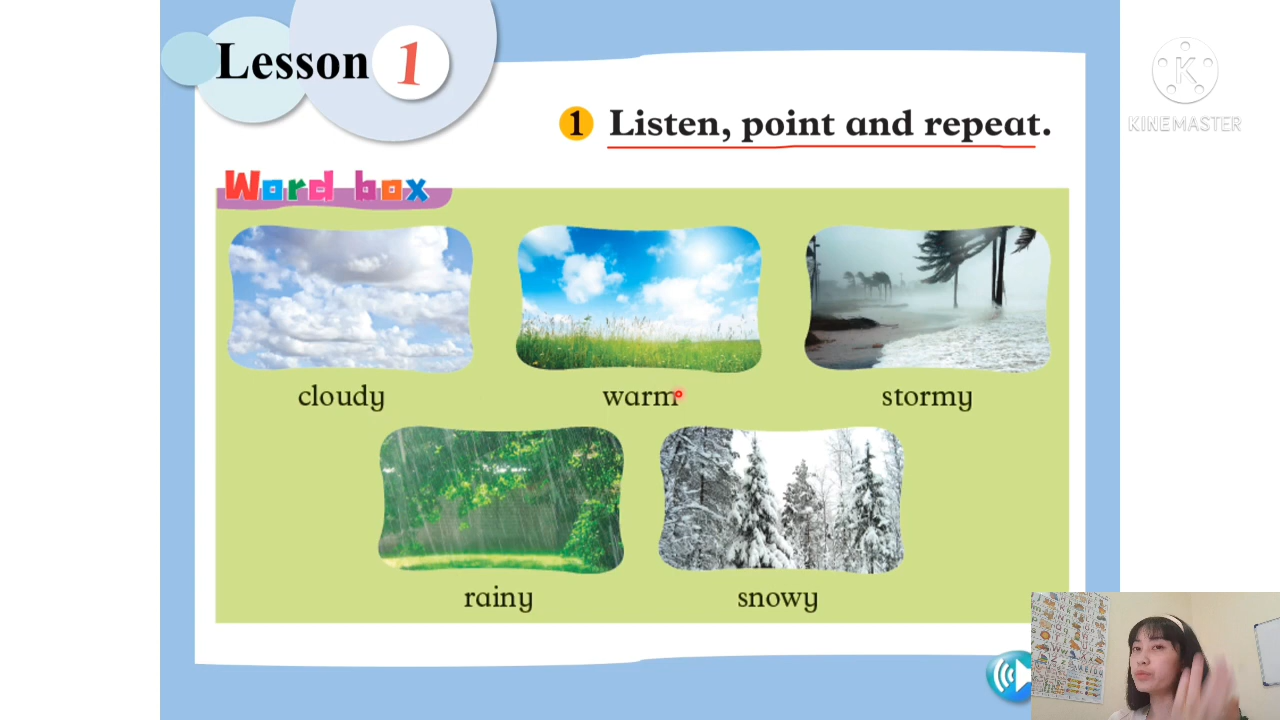 Lesson 1
KINEMASTER
1 Listen, point and repeat.
Word box
cloudy
warm
stormy
rainy
snowy